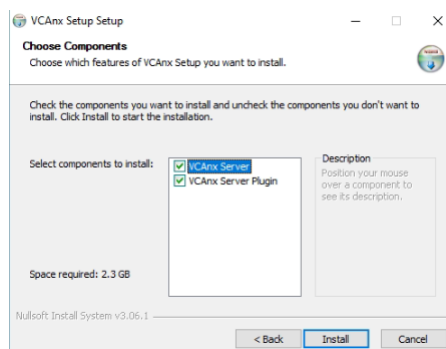 VCAnx Setup Setup
Choose Components
Choose which features of VCAnx Setup you want to install.
Check the components you want to install and uncheck the components you don't want to
install. Click Install to start the installation.
Select components to install:
VCAnx Server
VCAnx Server Plugin
Description
Position your mouse
over a component to
see its description.
Space required: 2.3 GB
Nullsoft Install System v3.06.1
< Back
Install
Cancel